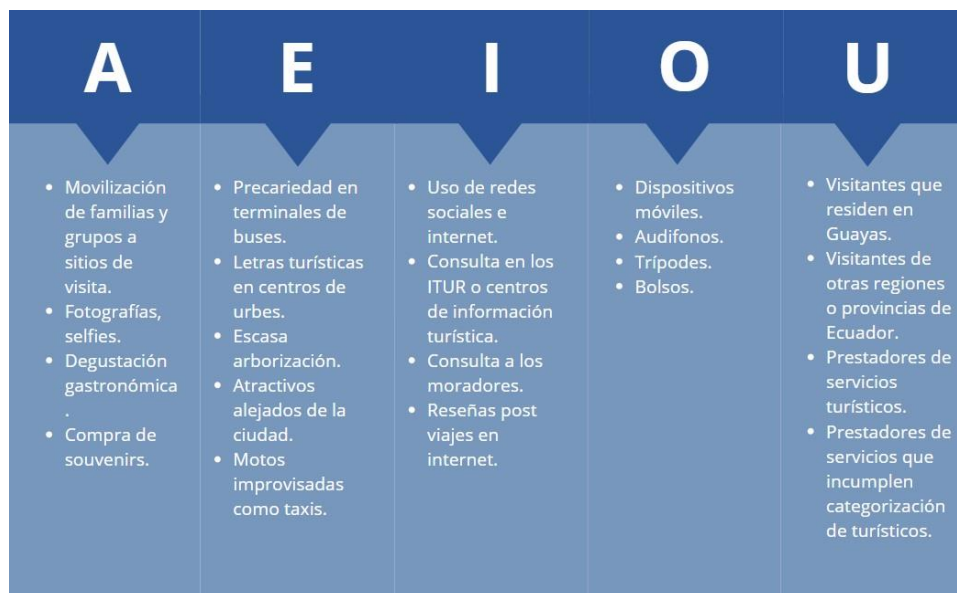 A
E
I
O
U
• Movilización
de familias y
grupos a
sitios de
visita.
• Fotografías,
selfies.
• Degustación
gastronómica
.
• Compra de
souvenirs.
• Precariedad en
terminales de
buses.
• Letras turísticas
en centros de
urbes.
• Escasa
arborización.
• Atractivos
alejados de la
ciudad.
• Motos
improvisadas
como taxis.
• Uso de redes
sociales e
internet.
• Consulta en los
ITUR o centros
de información
turística.
• Consulta a los
moradores.
• Reseñas post
viajes en
internet.
• Dispositivos
móviles.
• Audifonos.
• Trípodes.
• Bolsos.
• Visitantes que
residen en
Guayas.
• Visitantes de
otras regiones
o provincias de
Ecuador.
• Prestadores de
servicios
turísticos.
• Prestadores de
servicios que
incumplen
categorización
de turísticos.